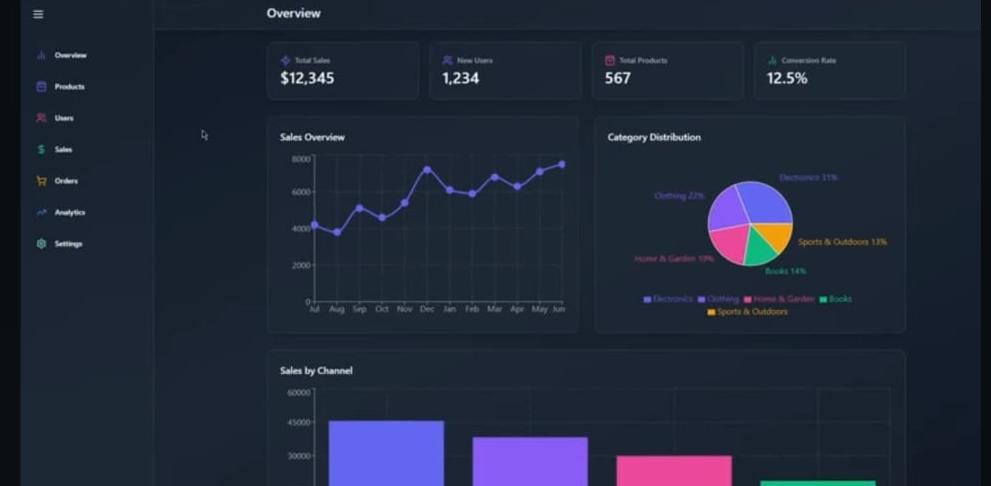 Overview
Overview
Products
Users
Sales
Orders
Analytics
Settings
Total Sales
$12,345
New Users
1,234
Total Products
567
Conversion Rate
12.5%
Sales Overview
8000
6000
4000
2000
0
Jul Aug Sep Oct Nov Dec Jan Feb Mar Apr May Jun
Category Distribution
Electronics 31%
Clothing 22%
Sports & Outdoors 13%
Home & Garden 19%
Books 14%
Electronics Clothing Home & Garden Books
Sports & Outdoors
Sales by Channel
60000
45000
30000